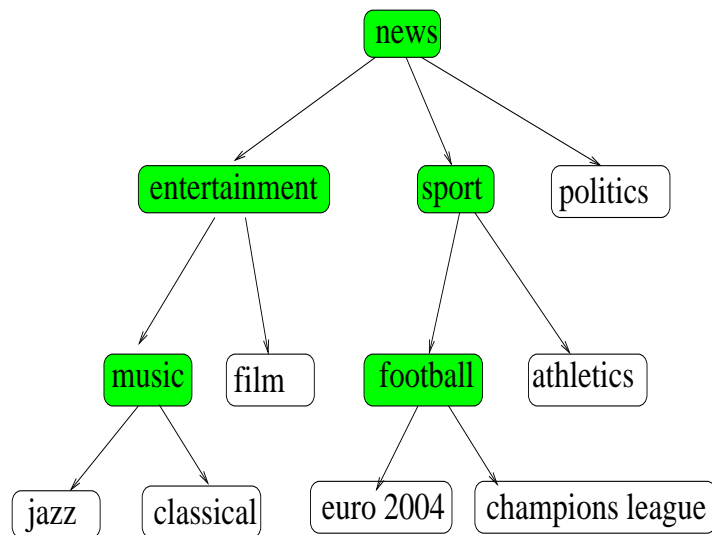 news
entertainment
sport
politics
music
film
football
athletics
jazz
classical
euro 2004
champions league